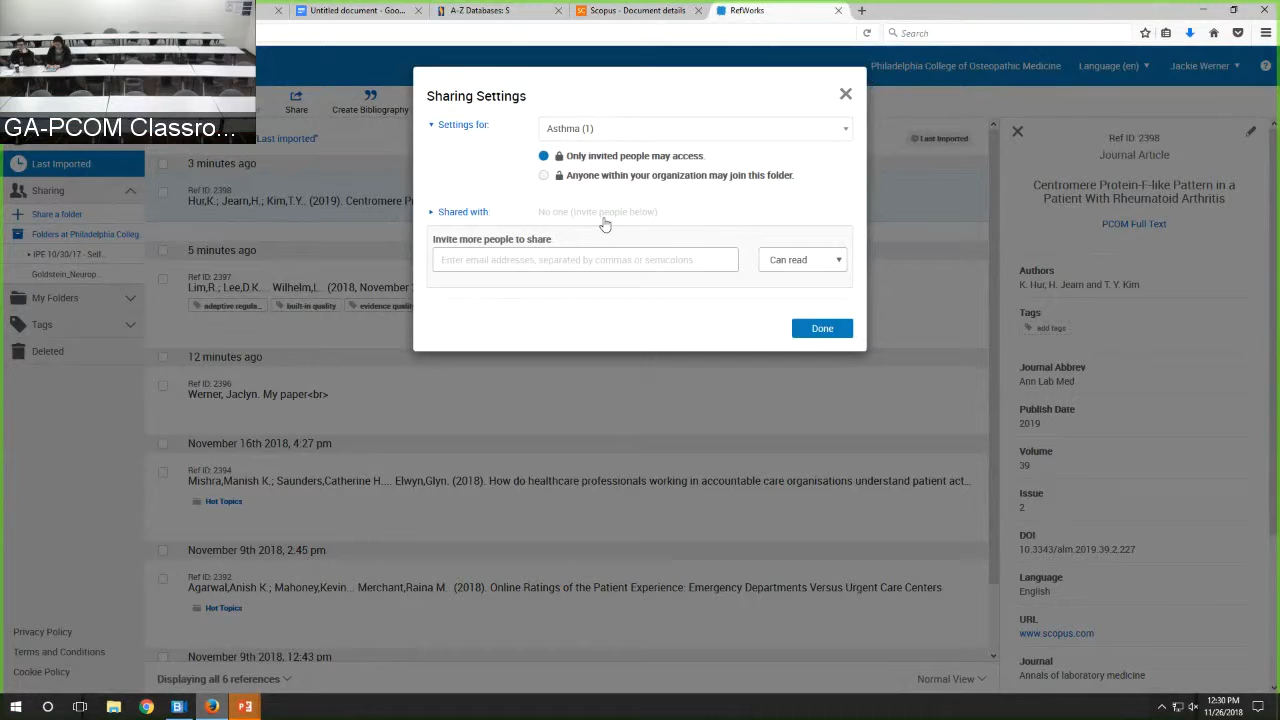 Untitled document - Goo...
A-Z Databases: S
Scopus - Document details
RefWorks
Search
GA-PCOM Classro...
Philadelphia College of Osteopathic Medicine
Language (en)
Jackie Werner
Share
Create Bibliography
Last Imported"
Last Imported
Last Imported
Sharing
Share a folder
Folders at Philadelphia Colleg
IPE 10/30/17 - Self..
Goldstein_Neurop..
My Folders
Tags
Deleted
Privacy Policy
Terms and Conditions
Cookie Policy
3 minutes ago
Ref ID: 2398
Hur,K.; Jearn,H.; Kim,T.Y.. (2019). Centromere
5 minutes ago
Ref ID: 2397
Lim,R.; Lee,D.K... Wilhelm,L.. (2018, November
adaptive regula...
built-in quality
evidence quality
12 minutes ago
Ref ID: 2396
Werner, Jaclyn. My paper<br>
November 16th 2018, 4:27 pm
Ref ID: 2394
Mishra,Manish K.; Saunders,Catherine H.... Elwyn,Glyn. (2018). How do healthcare professionals working in accountable care organisations understand patient act...
Hot Topics
November 9th 2018, 2:45 pm
Ref ID: 2392
Agarwal,Anish K.; Mahoney,Kevin... Merchant,Raina M.. (2018). Online Ratings of the Patient Experience: Emergency Departments Versus Urgent Care Centers
Hot Topics
November 9th 2018, 12:43 pm
Displaying all 6 references
Normal View
Sharing Settings
Settings for:
Asthma (1)
Only invited people may access.
Anyone within your organization may join this folder.
Shared with
No one (invite people below)
Invite more people to share
Enter email addresses, separated by commas or semicolons
Can read
Done
Ref ID: 2398
Journal Article
Centromere Protein-F-like Pattern in a
Patient With Rheumatoid Arthritis
PCOM Full Text
Authors
K. Hur, H. Jearn and T. Y. Kim
Tags
add tags
Journal Abbrev
Ann Lab Med
Publish Date
2019
Volume
39
Issue
2
DOI
10.3343/alm.2019.39.2.227
Language
English
URL
www.scopus.com
Journal
Annals of laboratory medicine
12:30 PM
11/26/2018